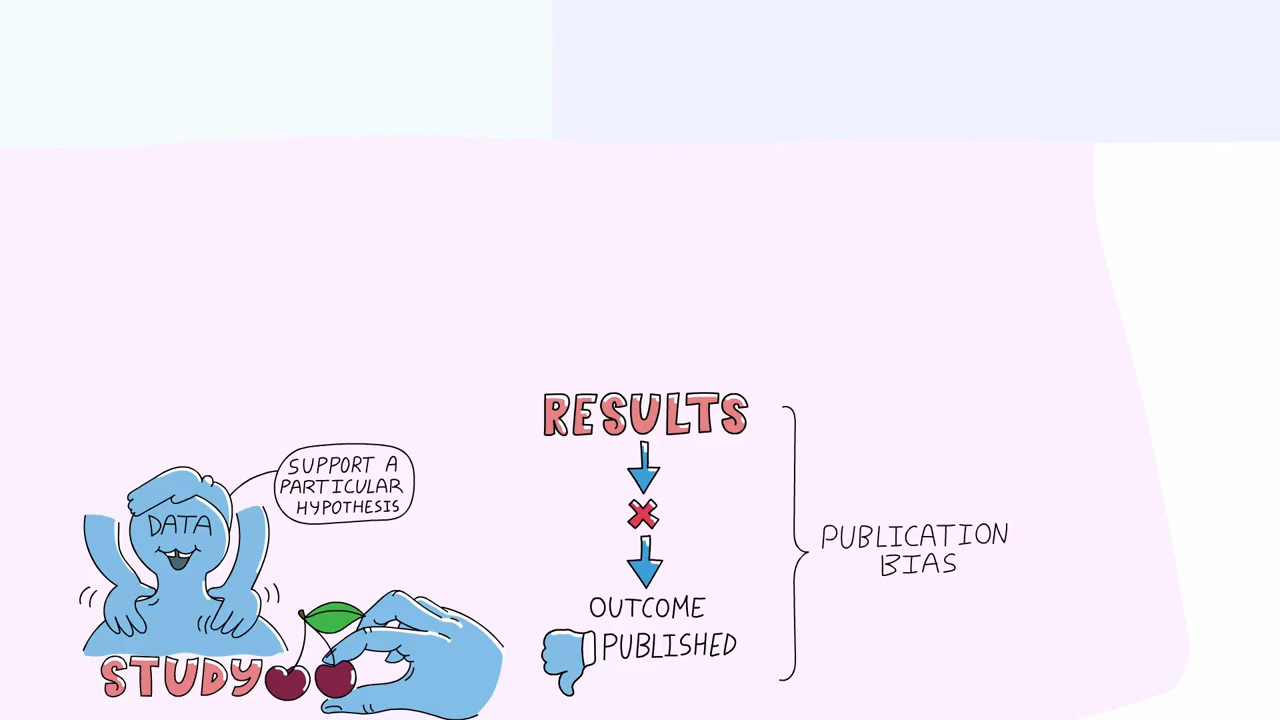 SUPPORT A
PARTICULAR
HYPOTHESIS
DATA
STUDY
RESULTS
OUTCOME
PUBLISHED
PUBLICATION
BIAS